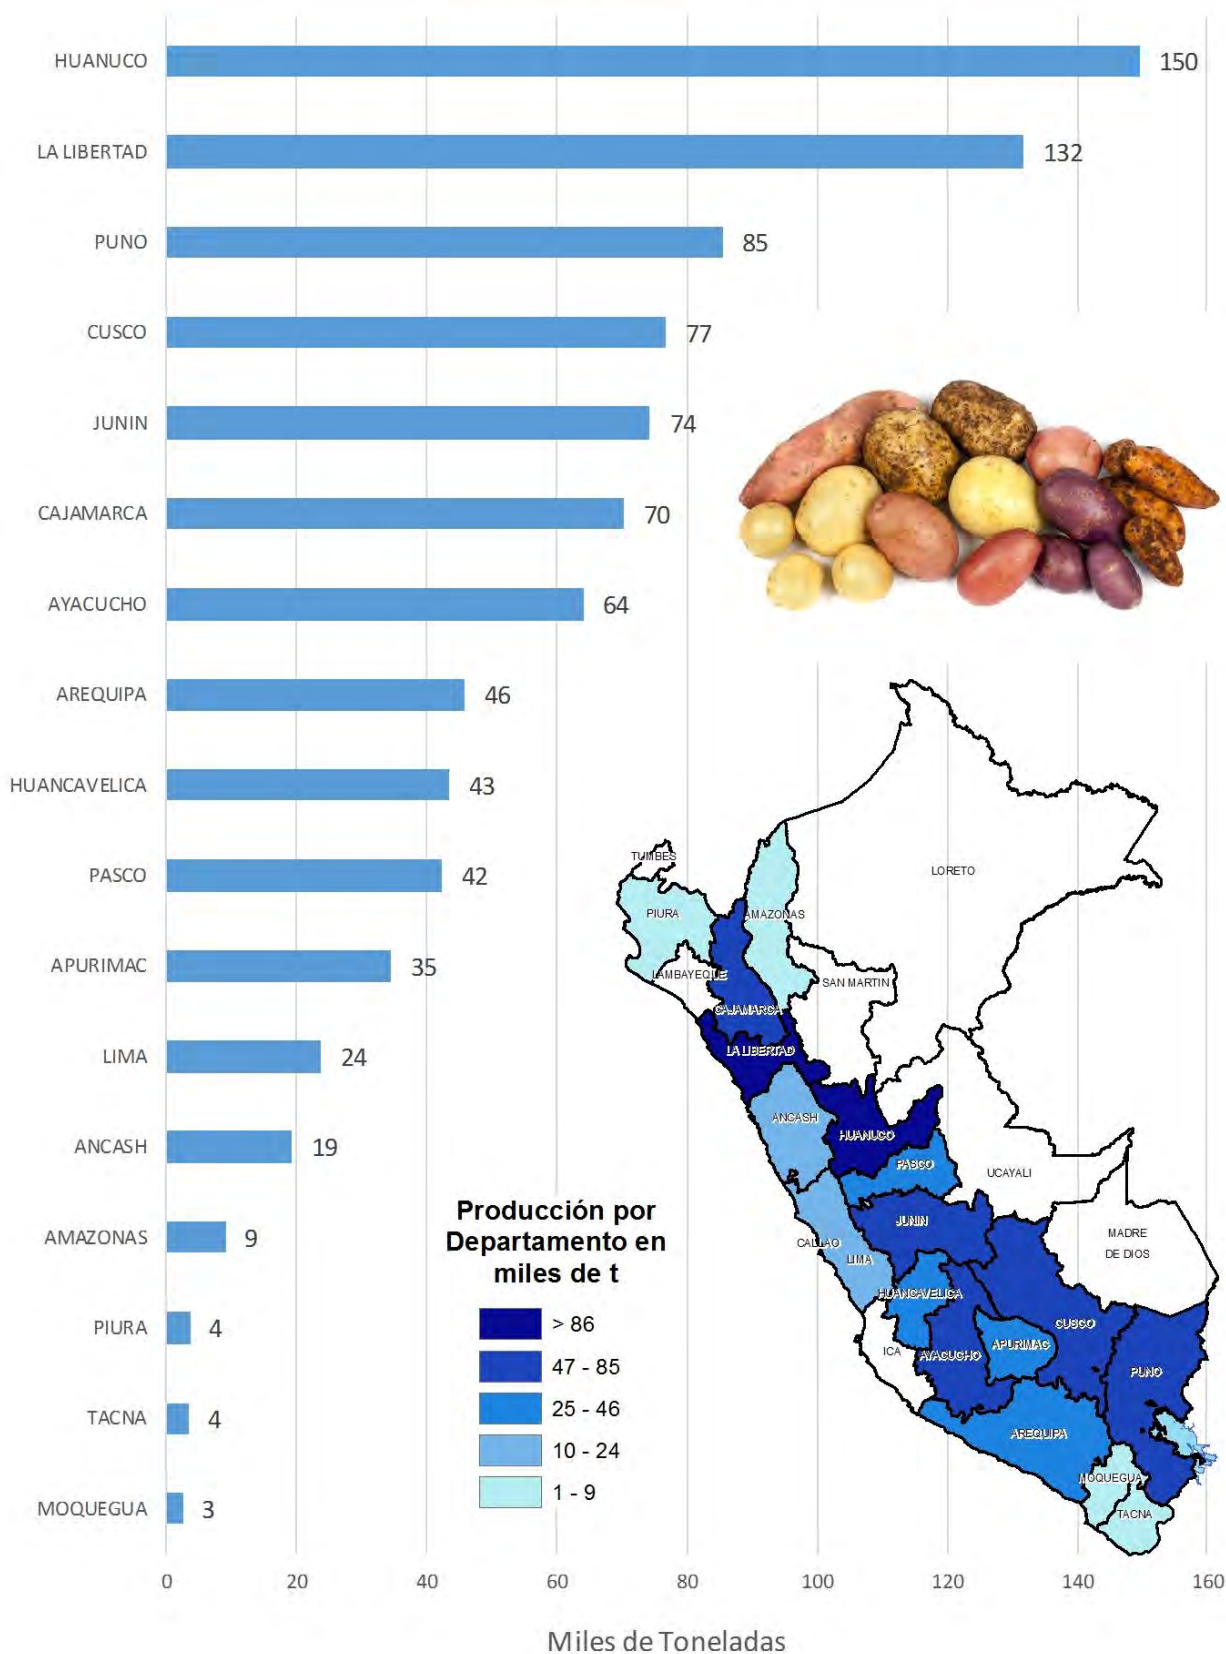 HUANUCO 150
LA LIBERTAD 132
PUNO 85
CUSCO 77
JUNIN 74
CAJAMARCA 70
AYACUCHO 64
AREQUIPA 46
HUANCAVELICA 43
PASCO 42
APURIMAC 35
LIMA 24
ANCASH 19
AMAZONAS 9
PIURA 4
TACNA 4
MOQUEGUA 3
0 20 40 60 80 100 120 140 160
Miles de Toneladas
Producción por
Departamento en
miles de t
> 86
47 - 85
25 - 46
10 - 24
1 - 9
TUMBES
LORETO
PIURA
AMAZONAS
LAMBAYEQUE
SAN MARTIN
CAJAMARCA
LA LIBERTAD
ANCASH
HUANUCO
PASCO
UCAYALI
JUNIN
MADRE
DE DIOS
CALLAO
LIMA
HUANCAVELICA
CUSCO
ICA
AYACUCHO
APURIMAC
PUNO
AREQUIPA
MOQUEGUA
TACNA